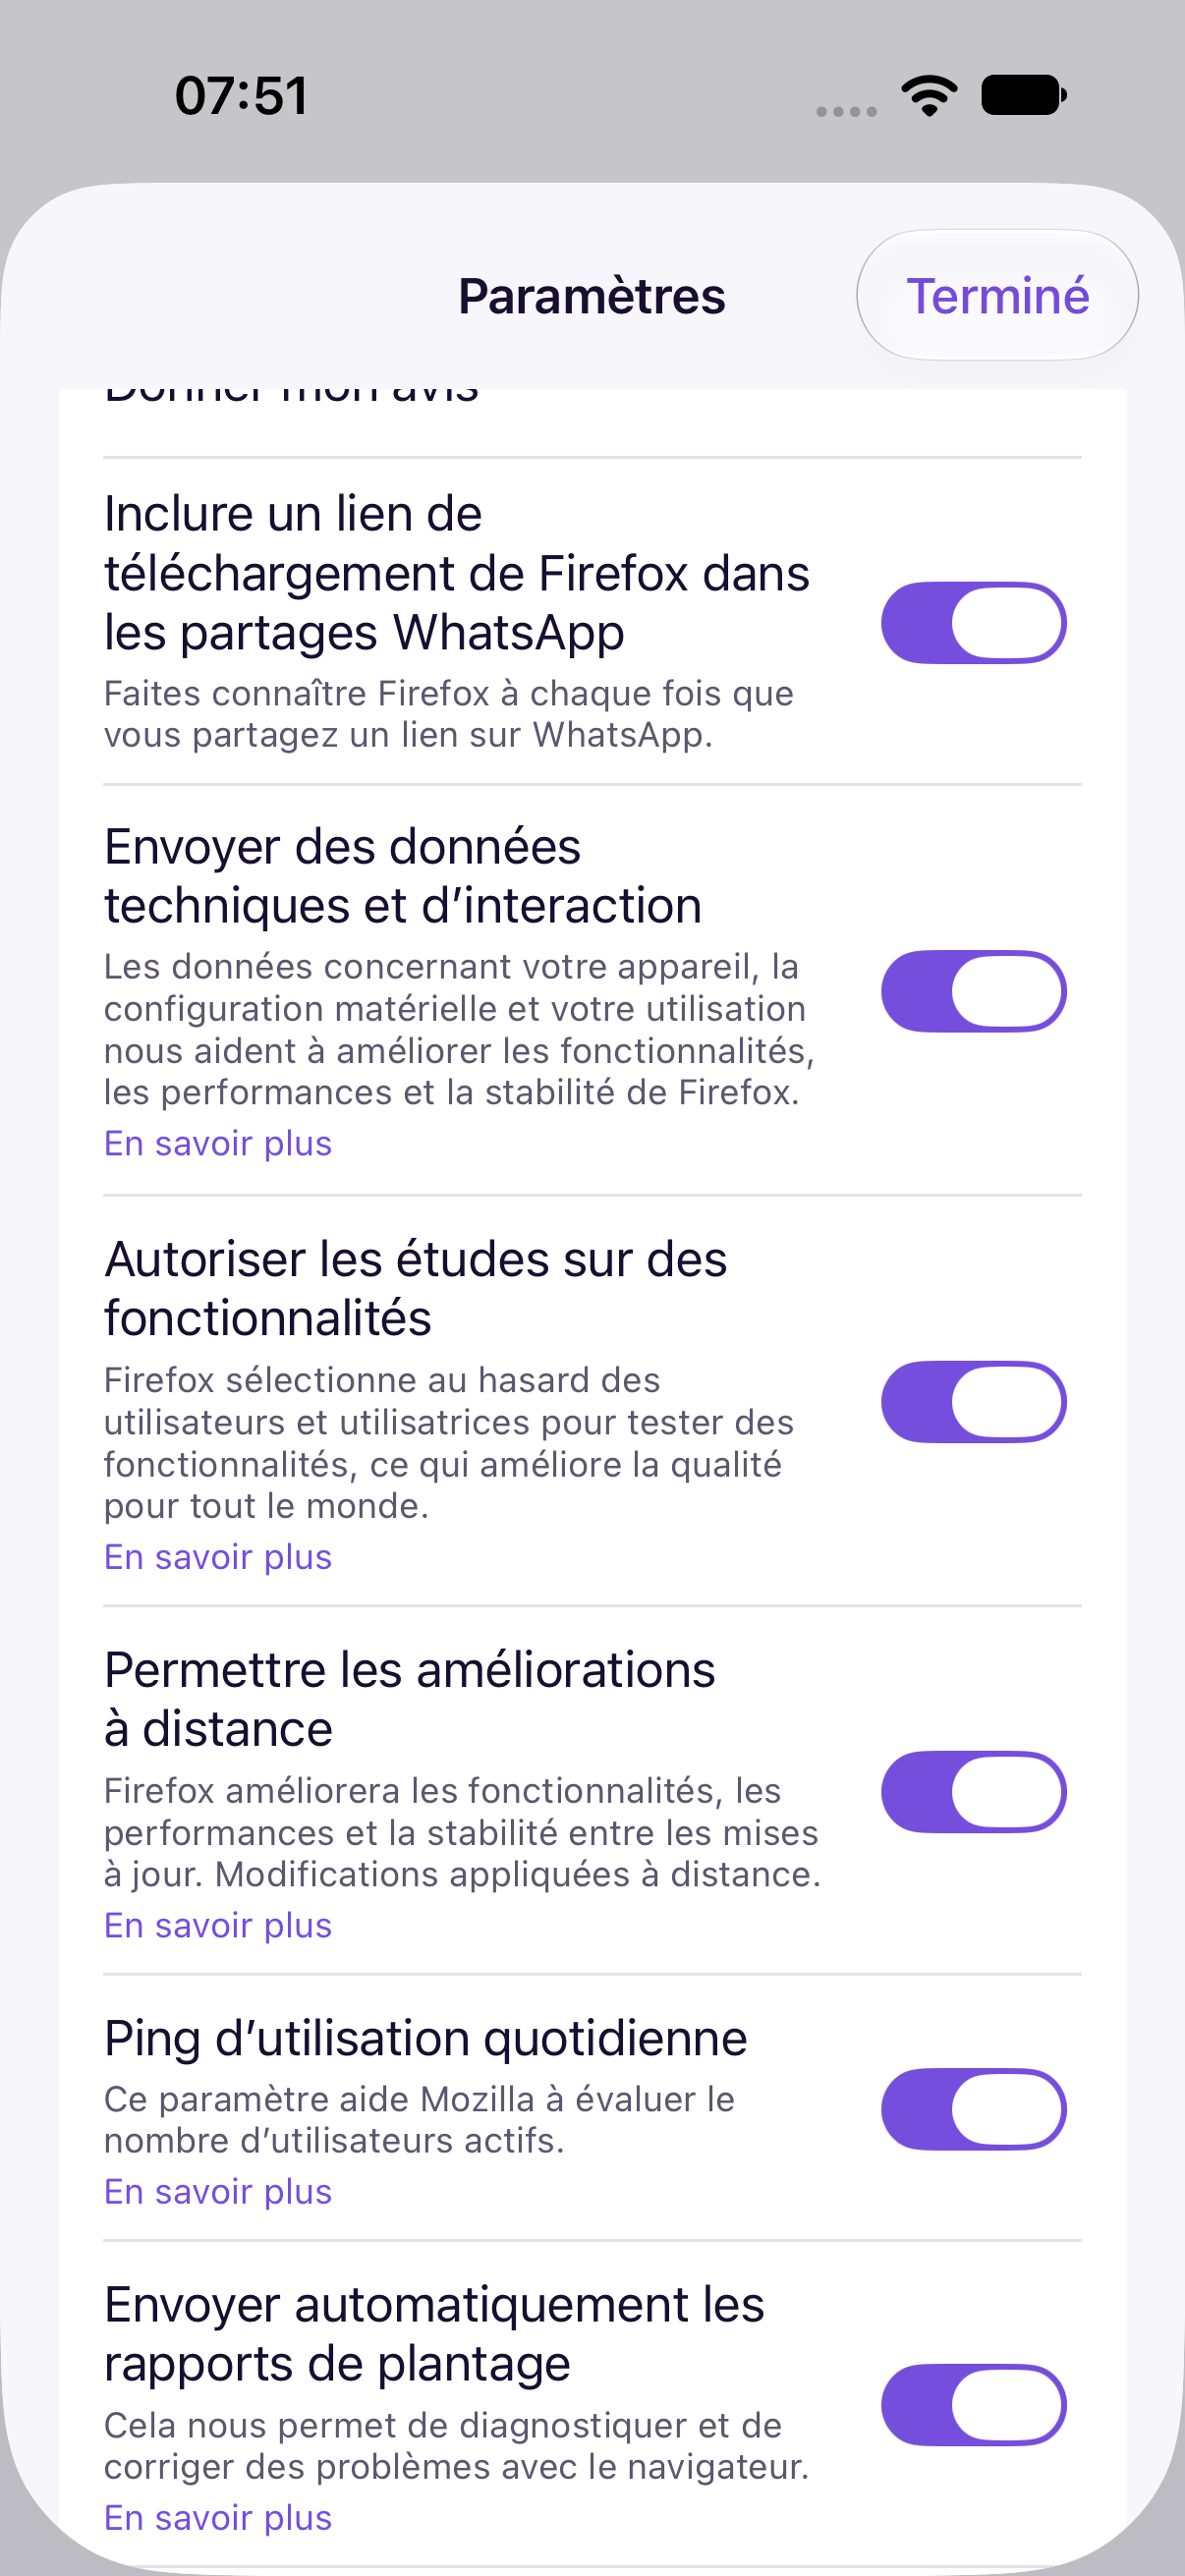 07:51
Paramètres
Terminé
Donner mon avis
Inclure un lien de
téléchargement de Firefox dans
les partages WhatsApp
Faites connaître Firefox à chaque fois que
vous partagez un lien sur WhatsApp.
Envoyer des données
techniques et d’interaction
Les données concernant votre appareil, la
configuration matérielle et votre utilisation
nous aident à améliorer les fonctionnalités,
les performances et la stabilité de Firefox.
En savoir plus
Autoriser les études sur des
fonctionnalités
Firefox sélectionne au hasard des
utilisateurs et utilisatrices pour tester des
fonctionnalités, ce qui améliore la qualité
pour tout le monde.
En savoir plus
Permettre les améliorations
à distance
Firefox améliorera les fonctionnalités, les
performances et la stabilité entre les mises
à jour. Modifications appliquées à distance.
En savoir plus
Ping d’utilisation quotidienne
Ce paramètre aide Mozilla à évaluer le
nombre d’utilisateurs actifs.
En savoir plus
Envoyer automatiquement les
rapports de plantage
Cela nous permet de diagnostiquer et de
corriger des problèmes avec le navigateur.
En savoir plus